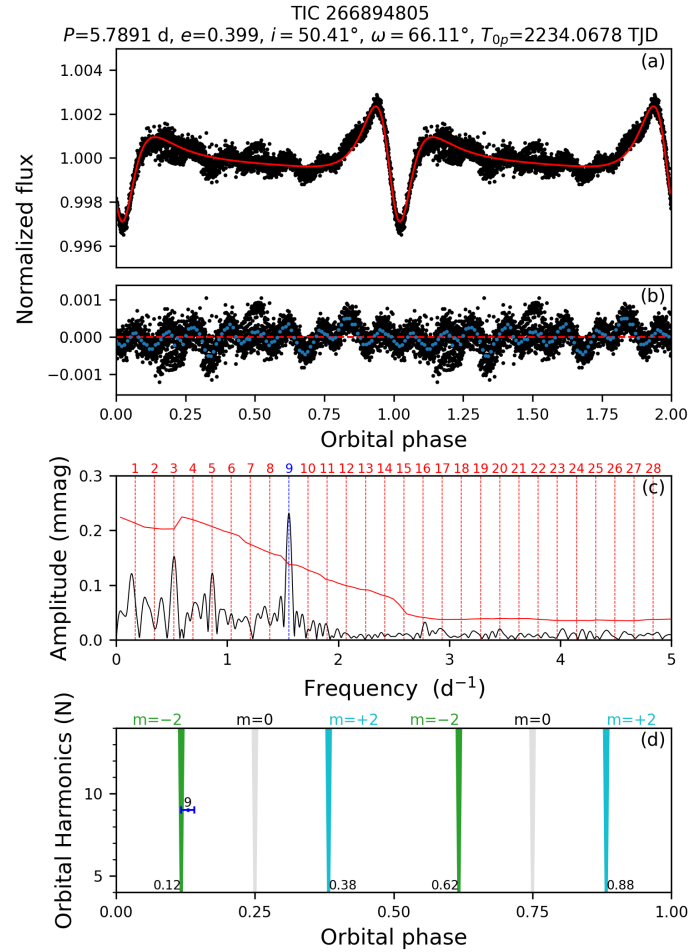 TIC 266894805
P=5.7891 d, e=0.399, i = 50.41°, ω = 66.11°, T0p=2234.0678 TJD
(a)
1.004
1.002
1.000
0.998
0.996
Normalized flux
(b)
0.001
0.000
−0.001
0.00 0.25 0.50 0.75 1.00 1.25 1.50 1.75 2.00
Orbital phase
1 2 3 4 5 6 7 8 9 10 11 12 13 14 15 16 17 18 19 20 21 22 23 24 25 26 27 28
(c)
0.3
0.2
0.1
0.0
Amplitude (mmag)
0 1 2 3 4 5
Frequency (d−1)
m=−2 m=0 m=+2 m=−2 m=0 m=+2
(d)
10
5
Orbital Harmonics (N)
9
0.12 0.38 0.62 0.88
0.00 0.25 0.50 0.75 1.00
Orbital phase